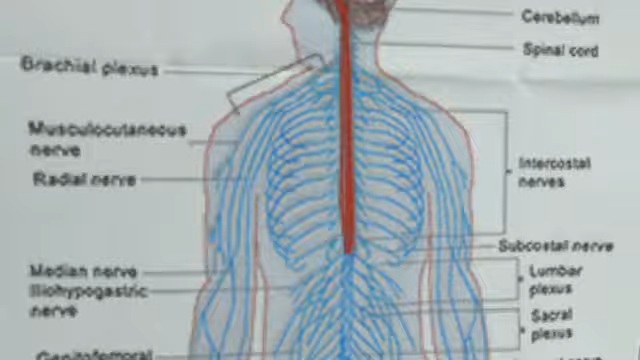 Cerebellum
Spinal cord
Brachial plexus
Musculocutaneous
nerve
Radial nerve
Intercostal
nerves
Subcostal nerve
Median nerve
Iliohypogastric
nerve
Lumbar
plexus
Sacral
plexus
Genitofemoral